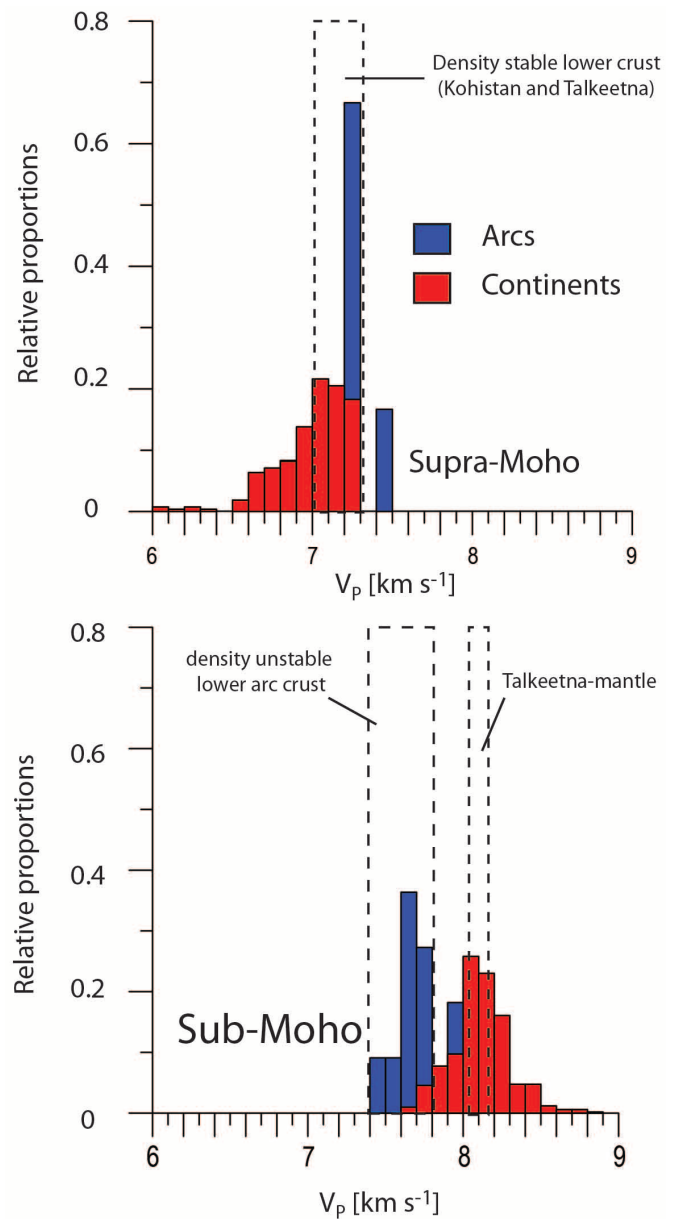 0.8
Density stable lower crust
(Kohistan and Talkeetna)
0.6
Relative proportions
Arcs
0.4
Continents
0.2
Supra-Moho
0
6 7 8 9
Vₚ [km s⁻¹]
0.8
density unstable
lower arc crust
Talkeetna-mantle
0.6
Relative proportions
0.4
0.2
Sub-Moho
0
6 7 8 9
Vₚ [km s⁻¹]